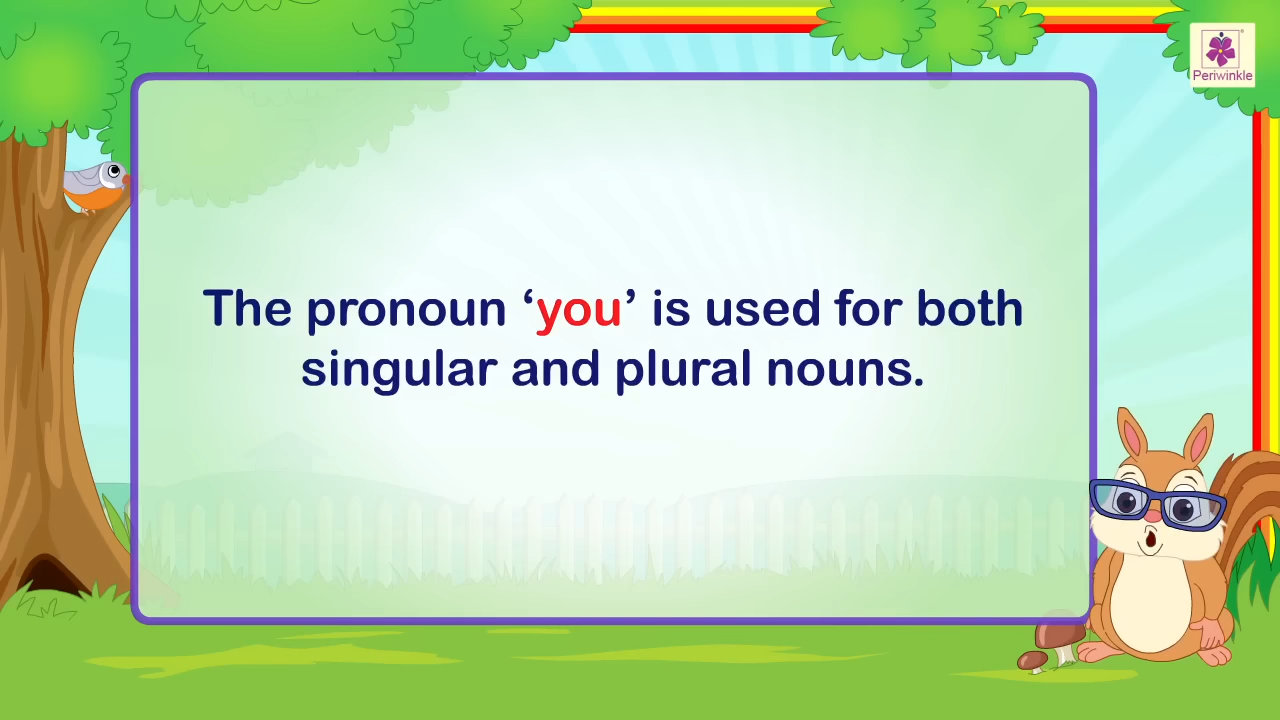 Periwinkle
The pronoun ‘you’ is used for both
singular and plural nouns.